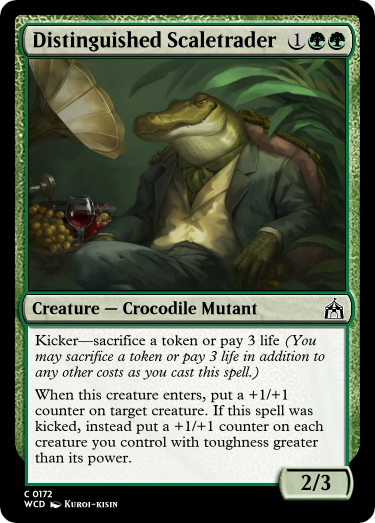 Distinguished Scaletrader 1
Creature — Crocodile Mutant
Kicker—sacrifice a token or pay 3 life (You
may sacrifice a token or pay 3 life in addition to
any other costs as you cast this spell.)
When this creature enters, put a +1/+1
counter on target creature. If this spell was
kicked, instead put a +1/+1 counter on each
creature you control with toughness greater
than its power.
2/3
C 0172
WCD Kuroi-kisin